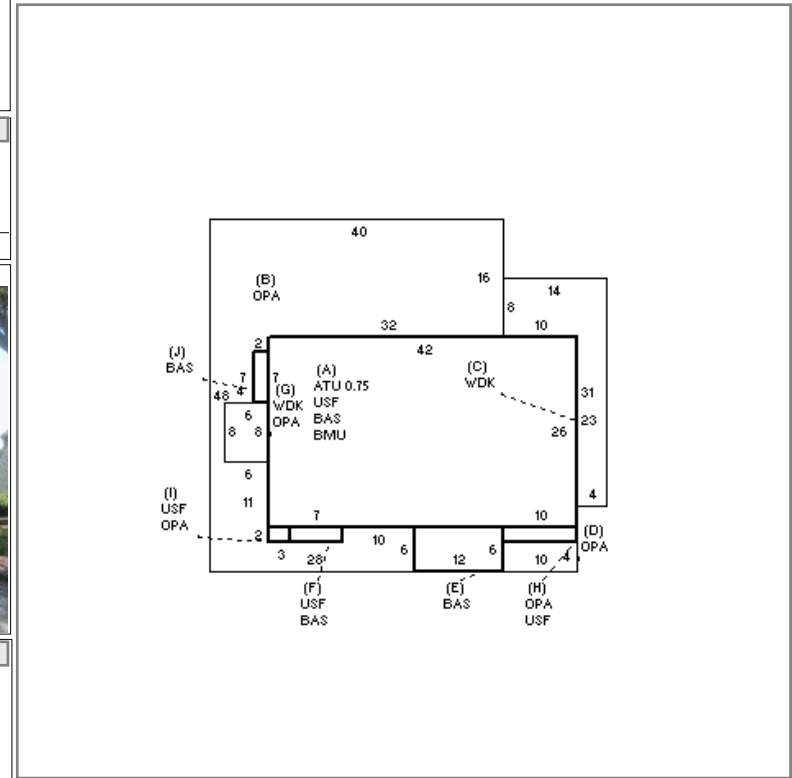 40
(B)
OPA
16
14
8
32
10
2
42
(J)
BAS
(C)
WDK
7
7
(A)
ATU 0.75
USF
BAS
BMU
4
48
(G)
WDK
OPA
31
23
6
8
8
26
6
(I)
USF
OPA
11
4
7
10
2
10
(D)
OPA
3
28
6
12
6
10
4
(F)
USF
BAS
(E)
BAS
(H)
OPA
USF